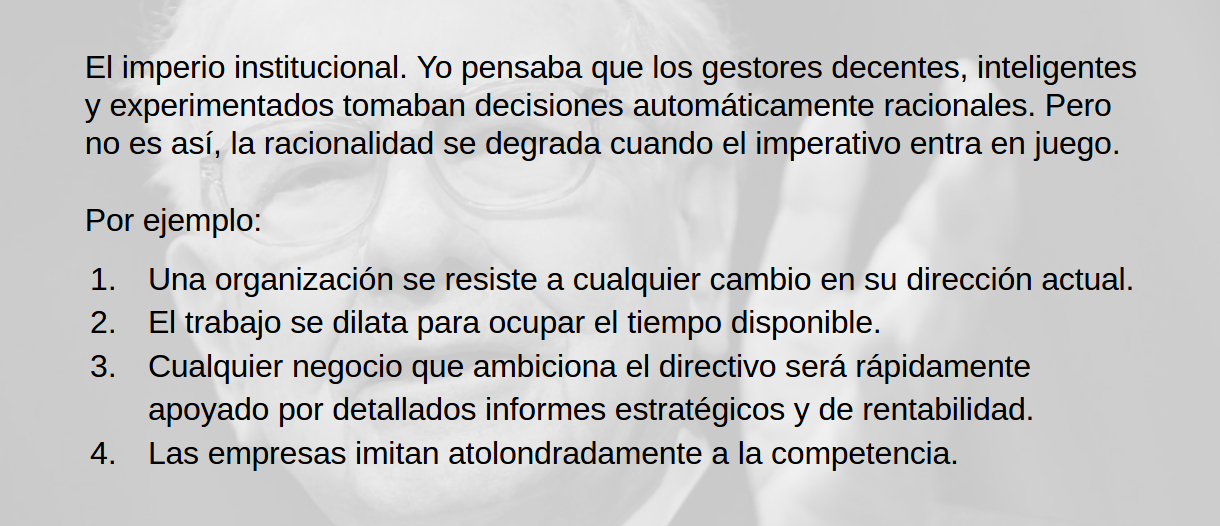 El imperio institucional. Yo pensaba que los gestores decentes, inteligentes
y experimentados tomaban decisiones automáticamente racionales. Pero
no es así, la racionalidad se degrada cuando el imperativo entra en juego.
Por ejemplo:
1. Una organización se resiste a cualquier cambio en su dirección actual.
2. El trabajo se dilata para ocupar el tiempo disponible.
3. Cualquier negocio que ambiciona el directivo será rápidamente
apoyado por detallados informes estratégicos y de rentabilidad.
4. Las empresas imitan atolondradamente a la competencia.